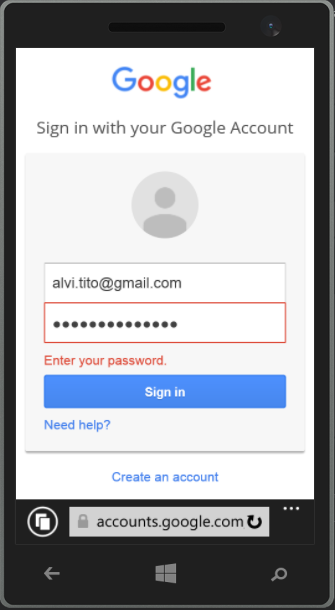 Google
Sign in with your Google Account
alvi.tito@gmail.com
••••••••••••••
Enter your password.
Sign in
Need help?
Create an account
accounts.google.com